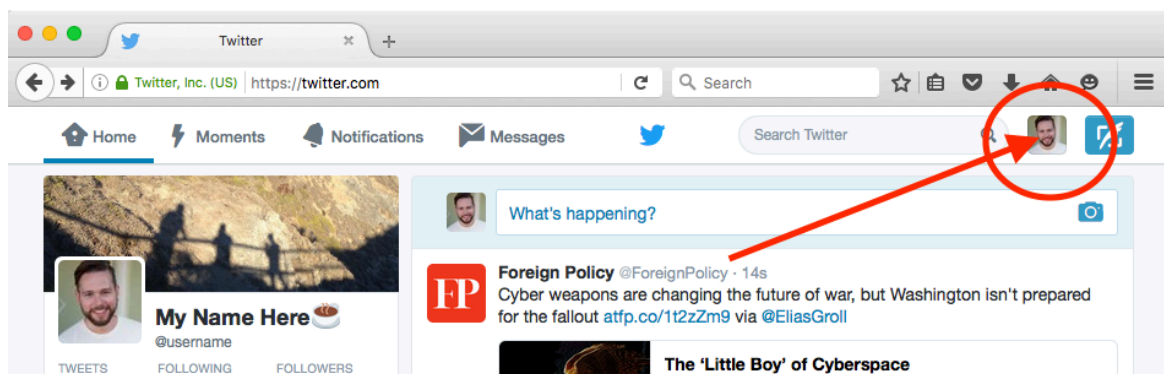 Twitter
Twitter, Inc. (US) https://twitter.com Search
Home Moments Notifications Messages Search Twitter
What's happening?
FP
Foreign Policy @ForeignPolicy · 14s
Cyber weapons are changing the future of war, but Washington isn't prepared
for the fallout atfp.co/1t2zZm9 via @EliasGroll
My Name Here☕
@username
TWEETS FOLLOWING FOLLOWERS
The ‘Little Boy’ of Cyberspace